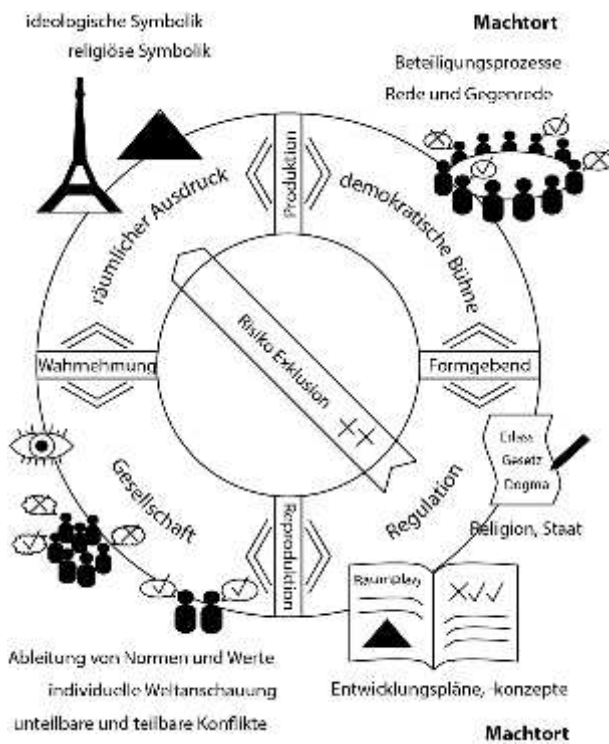 ideologische Symbolik
religiöse Symbolik
Machtort
Beteiligungsprozesse
Rede und Gegenrede
räumlicher Ausdruck
Produktion
demokratische Bühne
Wahrnehmung
Risiko Exklusion
Formgebend
Erlass
Gesetz
Dogma
Religion, Staat
Gesellschaft
Reproduktion
Regulation
Raumplan
Ableitung von Normen und Werte
individuelle Weltanschauung
unteilbare und teilbare Konflikte
Entwicklungspläne, -konzepte
Machtort